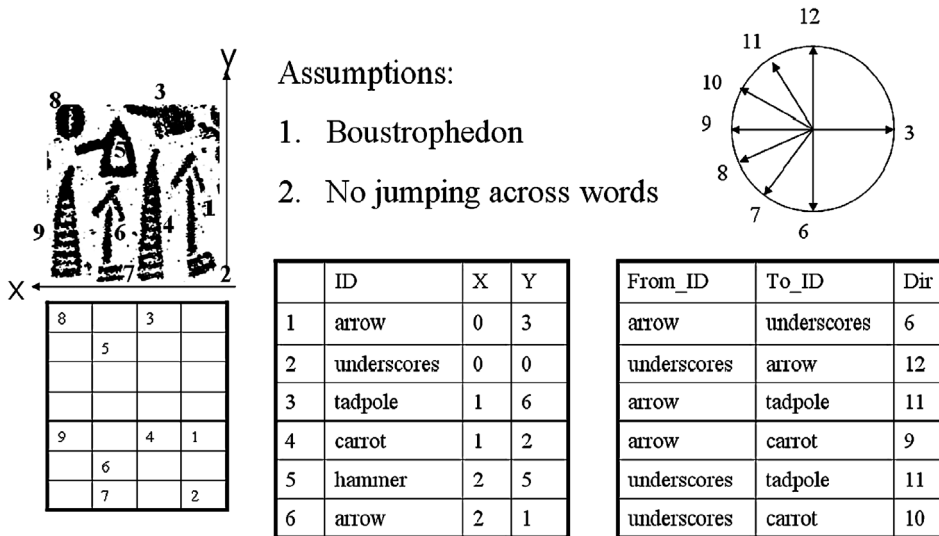 Y
8
3
5
1
9
6
4
7
2
X
Assumptions:
1. Boustrophedon
2. No jumping across words
12
11
10
9
3
8
7
6
8 3
5
9 4 1
6
7 2
ID X Y
1 arrow 0 3
2 underscores 0 0
3 tadpole 1 6
4 carrot 1 2
5 hammer 2 5
6 arrow 2 1
From_ID To_ID Dir
arrow underscores 6
underscores arrow 12
arrow tadpole 11
arrow carrot 9
underscores tadpole 11
underscores carrot 10